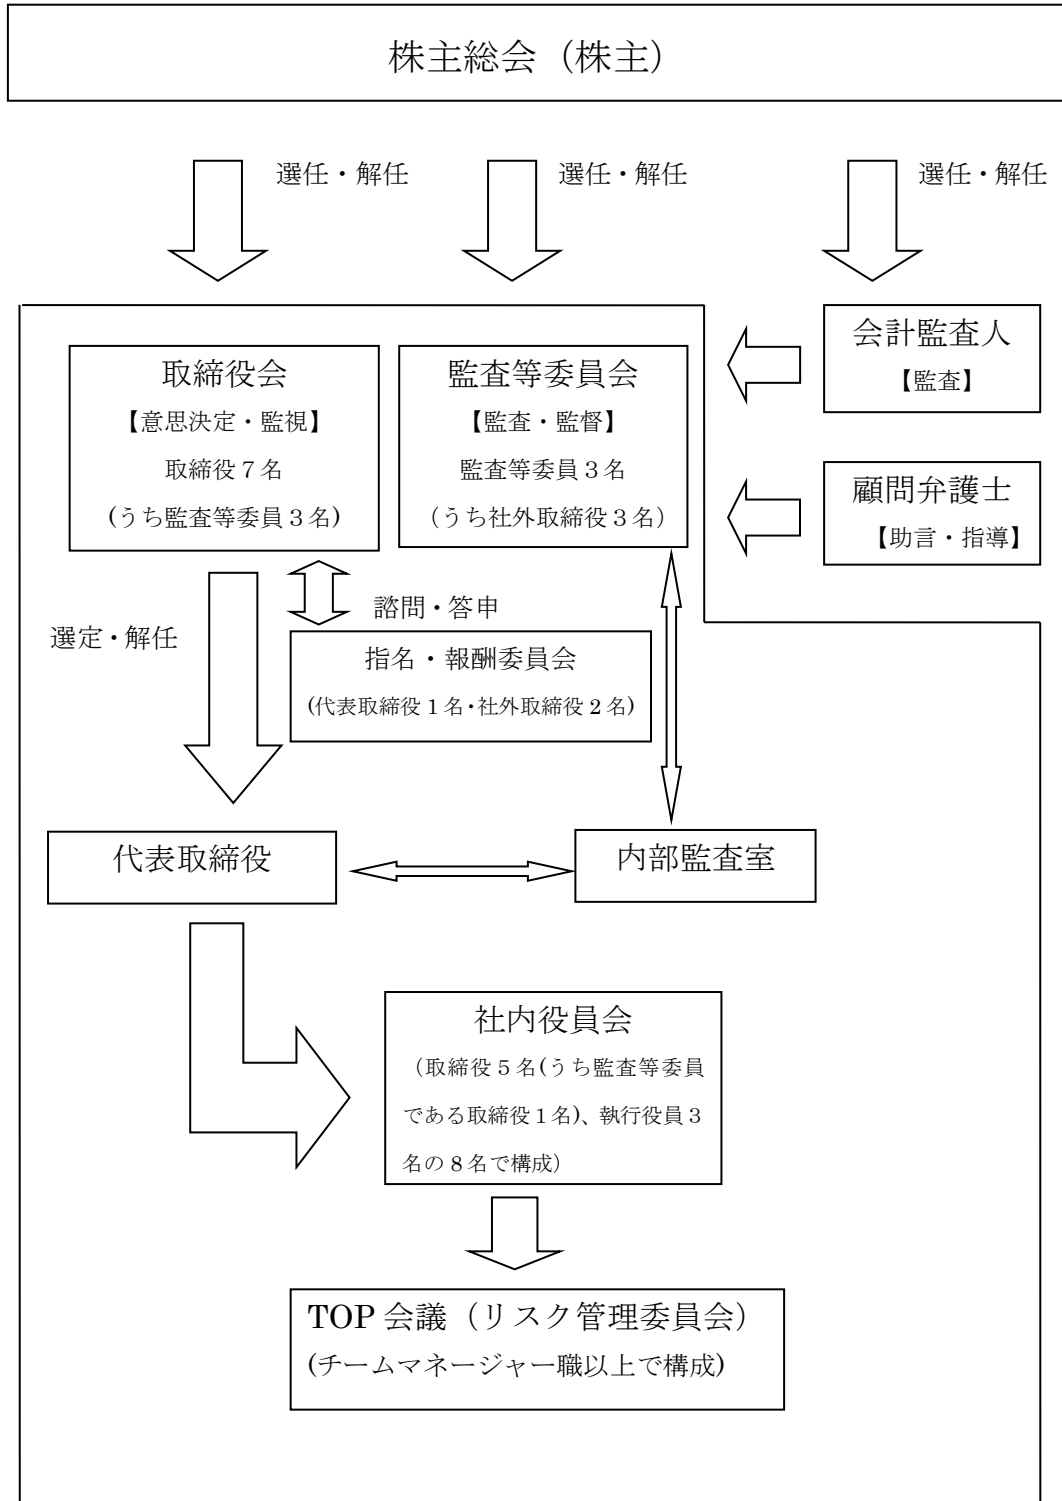 株主総会（株主）
選任・解任
選任・解任
選任・解任
取締役会
【意思決定・監視】
取締役７名
(うち監査等委員３名)
監査等委員会
【監査・監督】
監査等委員３名
（うち社外取締役３名）
会計監査人
【監査】
顧問弁護士
【助言・指導】
選定・解任
諮問・答申
指名・報酬委員会
(代表取締役１名・社外取締役２名)
代表取締役
内部監査室
社内役員会
（取締役５名(うち監査等委員
である取締役１名)、執行役員３
名の８名で構成）
TOP 会議（リスク管理委員会）
(チームマネージャー職以上で構成)